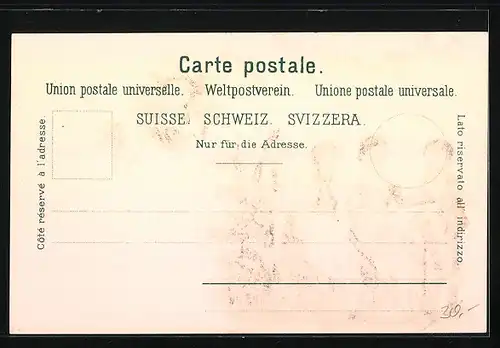 Carte postale.
Union postale universelle. Weltpostverein. Unione postale universale.
SUISSE. SCHWEIZ. SVIZZERA.
Nur für die Adresse.
Côté réservé à l'adresse.
Lato riservato all' indirizzo.